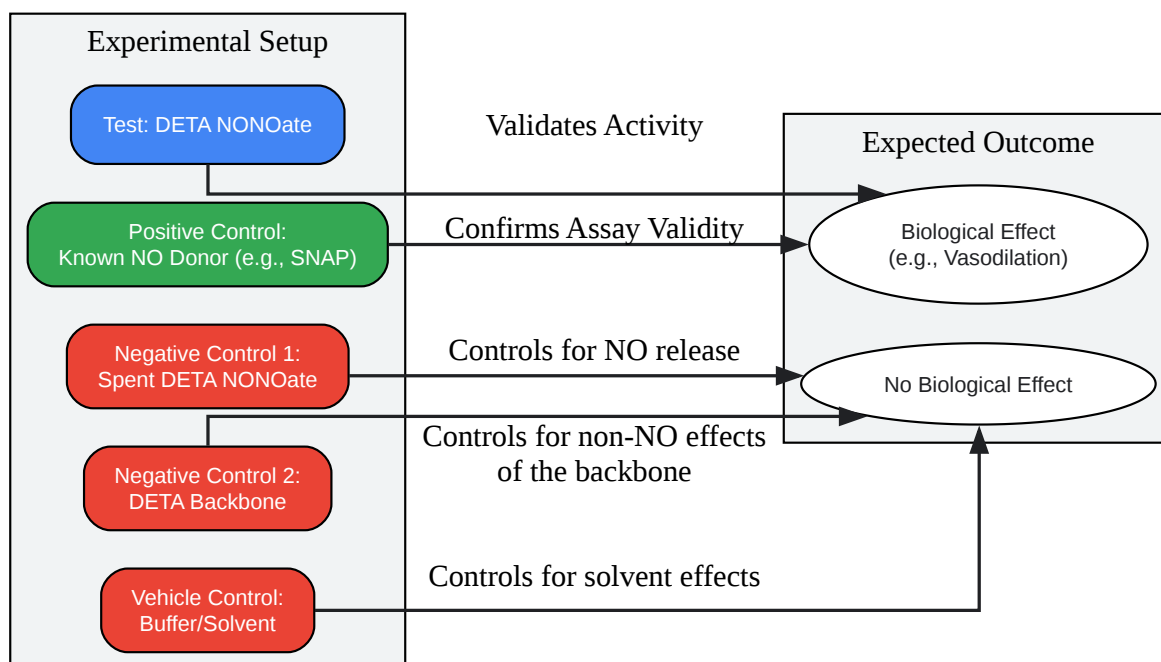 Experimental Setup
Test: DETA NONOate
Positive Control:
Known NO Donor (e.g., SNAP)
Negative Control 1:
Spent DETA NONOate
Negative Control 2:
DETA Backbone
Vehicle Control:
Buffer/Solvent
Validates Activity
Confirms Assay Validity
Controls for NO release
Controls for non-NO effects
of the backbone
Controls for solvent effects
Expected Outcome
Biological Effect
(e.g., Vasodilation)
No Biological Effect